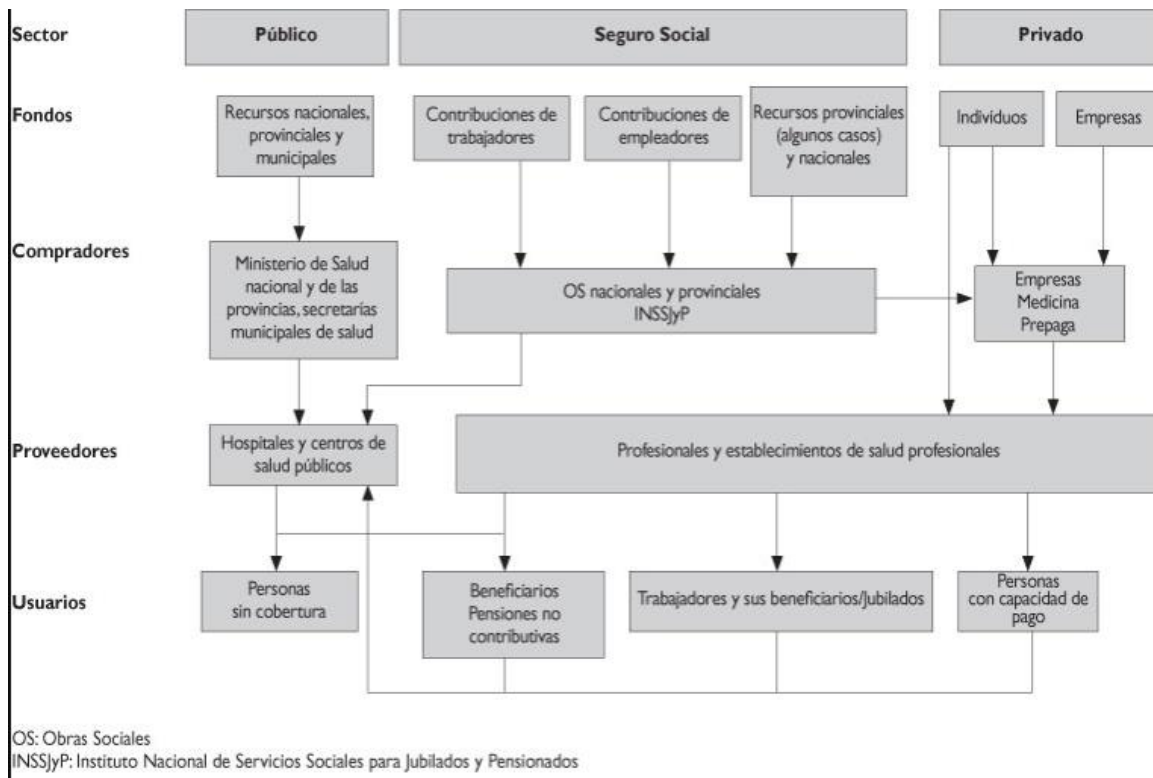 Sector
Público
Seguro Social
Privado
Fondos
Recursos nacionales,
provinciales y
municipales
Contribuciones de
trabajadores
Contribuciones de
empleadores
Recursos provinciales
(algunos casos)
y nacionales
Individuos
Empresas
Compradores
Ministerio de Salud
nacional y de las
provincias, secretarías
municipales de salud
OS nacionales y provinciales
INSSJyP
Empresas
Medicina
Prepaga
Proveedores
Hospitales y centros de
salud públicos
Profesionales y establecimientos de salud profesionales
Usuarios
Personas
sin cobertura
Beneficiarios
Pensiones no
contributivas
Trabajadores y sus beneficiarios/Jubilados
Personas
con capacidad de
pago
OS: Obras Sociales
INSSJyP: Instituto Nacional de Servicios Sociales para Jubilados y Pensionados